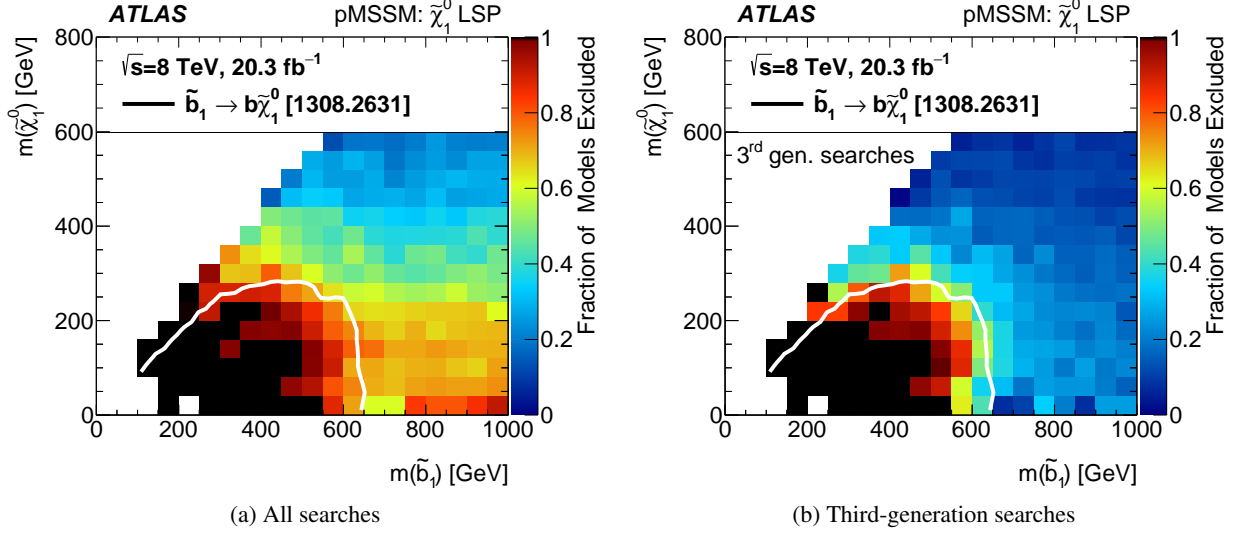 ATLAS pMSSM: χ̃₁⁰ LSP
m(χ̃₁⁰) [GeV]
800
600
400
200
0
√s=8 TeV, 20.3 fb⁻¹
b̃₁ → bχ̃₁⁰ [1308.2631]
0 200 400 600 800 1000
m(b̃₁) [GeV]
1
0.8
0.6
0.4
0.2
0
Fraction of Models Excluded
(a) All searches
ATLAS pMSSM: χ̃₁⁰ LSP
m(χ̃₁⁰) [GeV]
800
600
400
200
0
√s=8 TeV, 20.3 fb⁻¹
b̃₁ → bχ̃₁⁰ [1308.2631]
3ʳᵈ gen. searches
0 200 400 600 800 1000
m(b̃₁) [GeV]
1
0.8
0.6
0.4
0.2
0
Fraction of Models Excluded
(b) Third-generation searches